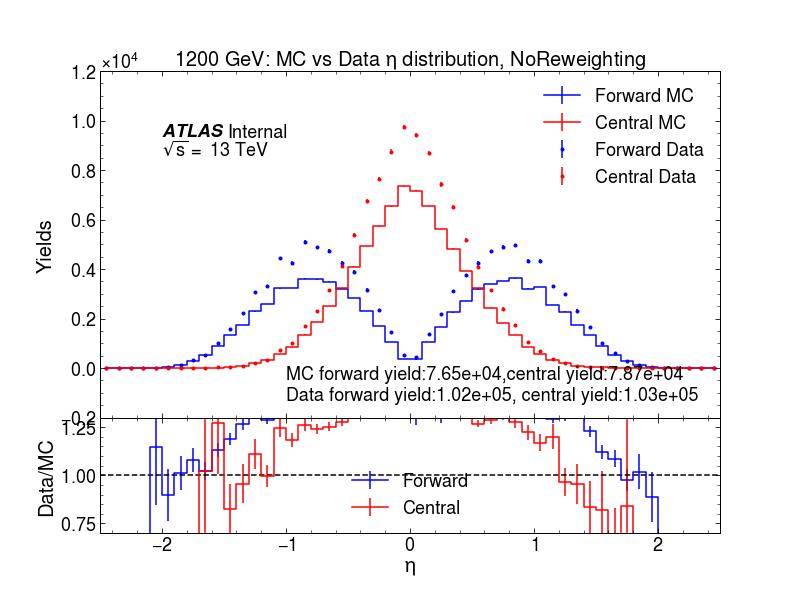 ×10⁴
1200 GeV: MC vs Data η distribution, NoReweighting
1.2
1.0
0.8
0.6
0.4
0.2
0.0
0.2
Yields
ATLAS Internal
√s = 13 TeV
Forward MC
Central MC
Forward Data
Central Data
MC forward yield:7.65e+04,central yield:7.87e+04
Data forward yield:1.02e+05, central yield:1.03e+05
1.25
1.00
0.75
Data/MC
Forward
Central
−2
−1
0
1
2
η